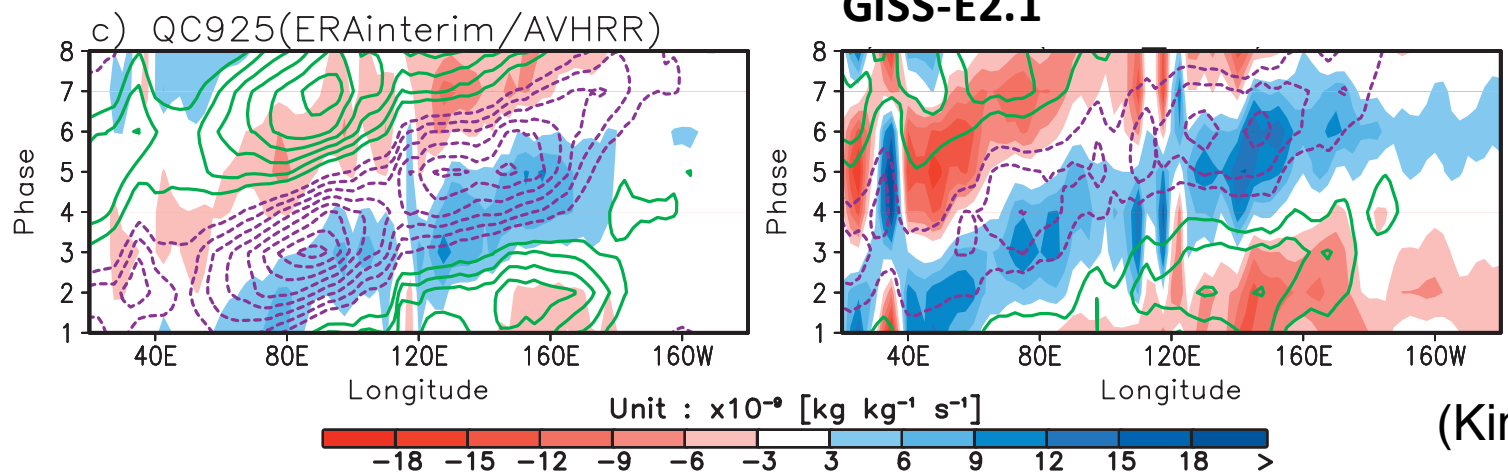 GISS-E2.1
c) QC925(ERAinterim/AVHRR)
Phase
8
7
6
5
4
3
2
1
40E 80E 120E 160E 160W
Longitude
Phase
8
7
6
5
4
3
2
1
40E 80E 120E 160E 160W
Longitude
Unit : x10⁻⁹ [kg kg⁻¹ s⁻¹]
-18 -15 -12 -9 -6 -3 3 6 9 12 15 18 >
(Kin